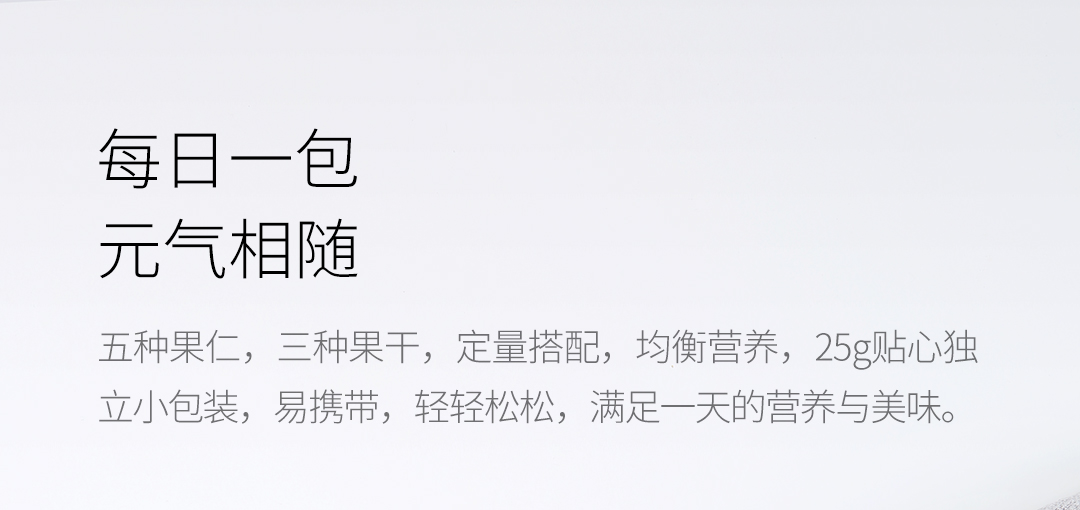 每日一包
元气相随
五种果仁，三种果干，定量搭配，均衡营养，25g贴心独
立小包装，易携带，轻轻松松，满足一天的营养与美味。